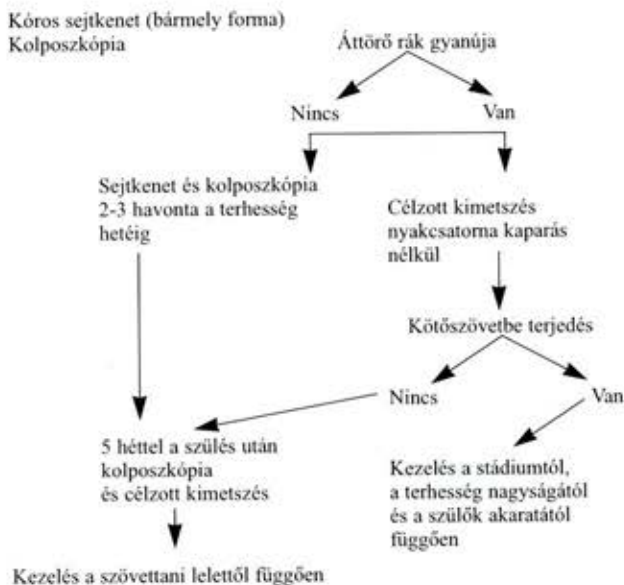 Kóros sejtkenet (bármely forma)
Kolposzkópia
Áttörő rák gyanúja
Nincs
Van
Sejtkenet és kolposzkópia
2-3 havonta a terhesség
hetéig
Célzott kimetszés
nyakcsatorna kaparás
nélkül
Kötőszövetbe terjedés
Nincs
Van
5 héttel a szülés után
kolposzkópia
és célzott kimetszés
Kezelés a stádiumtól,
a terhesség nagyságától
és a szülők akaratától
függően
Kezelés a szövettani lelettől függően